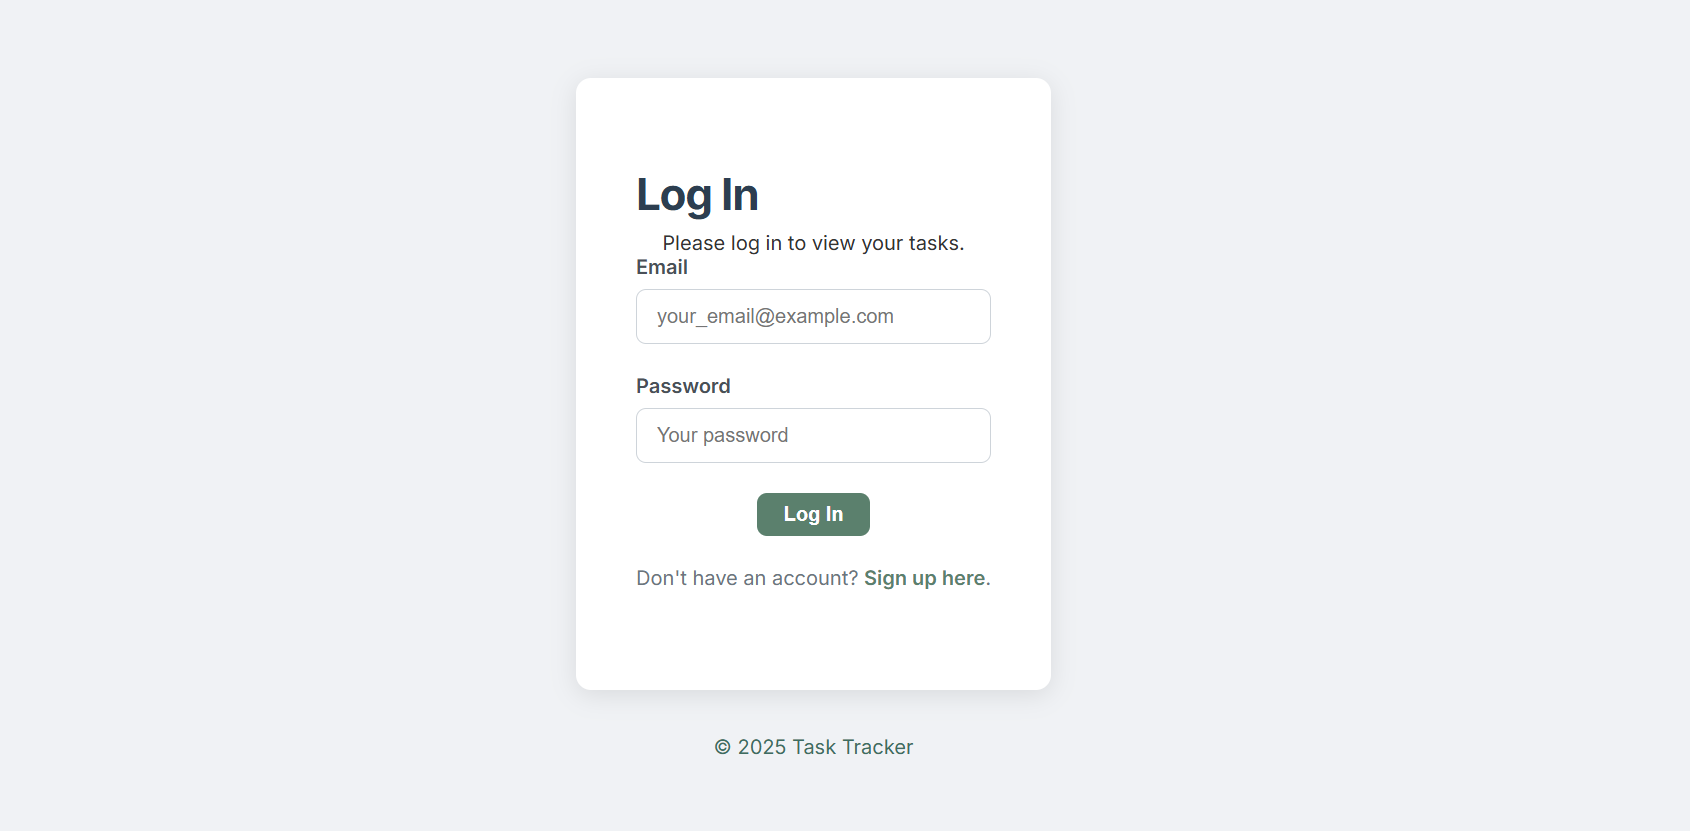 Log In
Please log in to view your tasks.
Email
your_email@example.com
Password
Your password
Log In
Don't have an account? Sign up here.
© 2025 Task Tracker